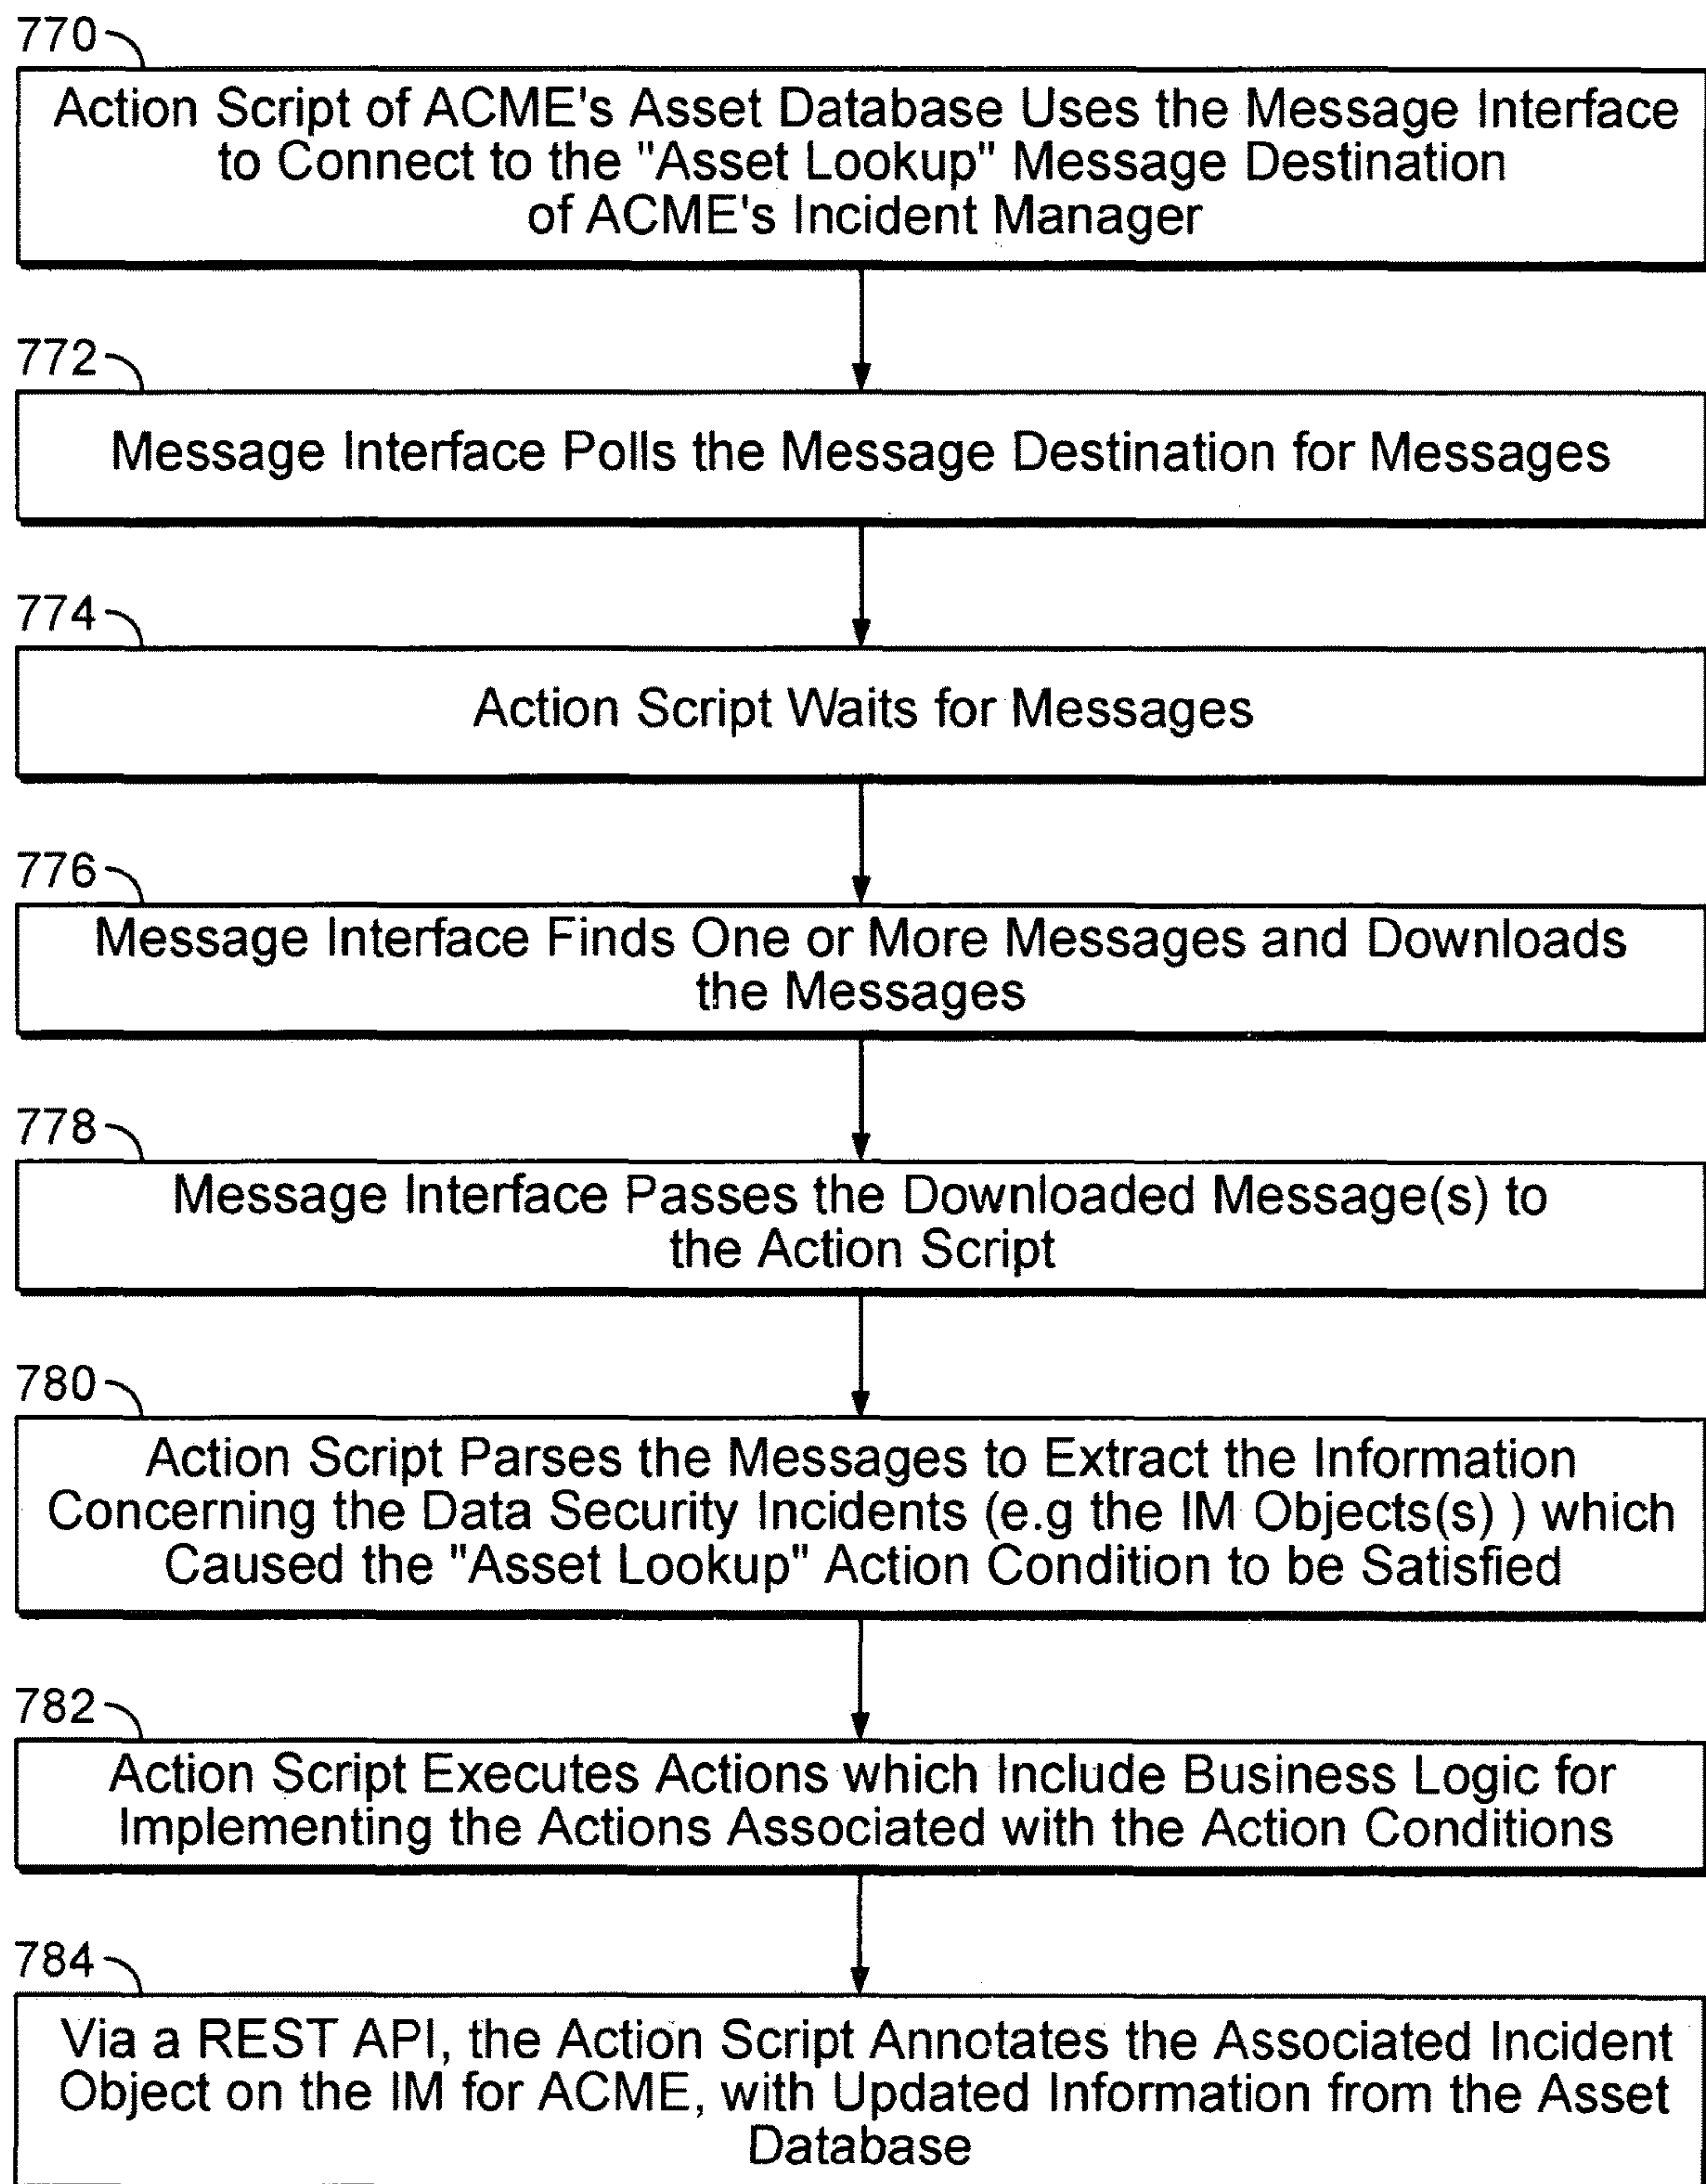 770
Action Script of ACME's Asset Database Uses the Message Interface
to Connect to the "Asset Lookup" Message Destination
of ACME's Incident Manager
772
Message Interface Polls the Message Destination for Messages
774
Action Script Waits for Messages
776
Message Interface Finds One or More Messages and Downloads
the Messages
778
Message Interface Passes the Downloaded Message(s) to
the Action Script
780
Action Script Parses the Messages to Extract the Information
Concerning the Data Security Incidents (e.g the IM Objects(s) ) which
Caused the "Asset Lookup" Action Condition to be Satisfied
782
Action Script Executes Actions which Include Business Logic for
Implementing the Actions Associated with the Action Conditions
784
Via a REST API, the Action Script Annotates the Associated Incident
Object on the IM for ACME, with Updated Information from the Asset
Database